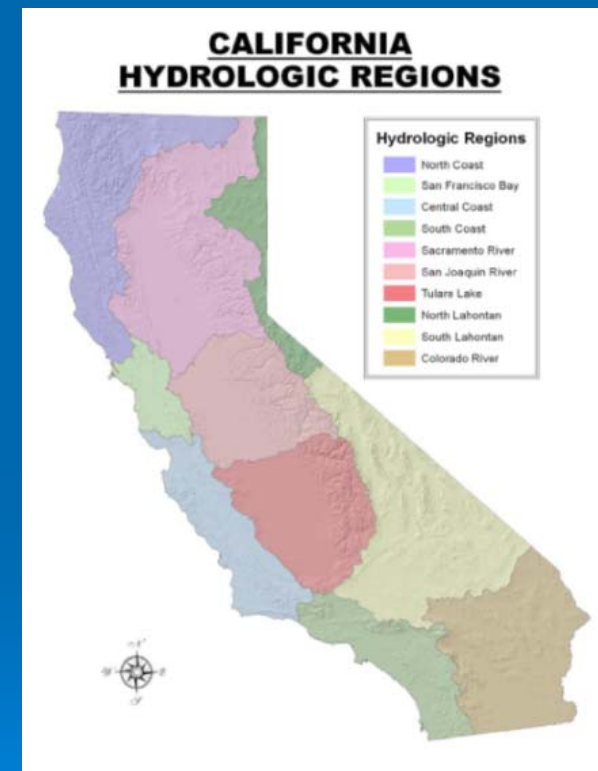 CALIFORNIA
HYDROLOGIC REGIONS
Hydrologic Regions
North Coast
San Francisco Bay
Central Coast
South Coast
Sacramento River
San Joaquin River
Tulare Lake
North Lahontan
South Lahontan
Colorado River